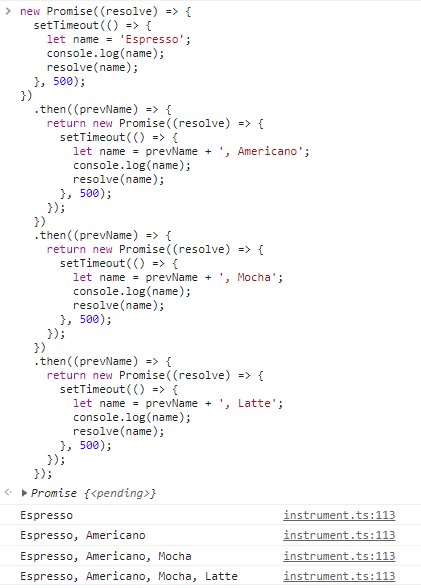 new Promise((resolve) => {
  setTimeout(() => {
    let name = 'Espresso';
    console.log(name);
    resolve(name);
  }, 500);
})
  .then((prevName) => {
    return new Promise((resolve) => {
      setTimeout(() => {
        let name = prevName + ', Americano';
        console.log(name);
        resolve(name);
      }, 500);
    });
  })
  .then((prevName) => {
    return new Promise((resolve) => {
      setTimeout(() => {
        let name = prevName + ', Mocha';
        console.log(name);
        resolve(name);
      }, 500);
    });
  })
  .then((prevName) => {
    return new Promise((resolve) => {
      setTimeout(() => {
        let name = prevName + ', Latte';
        console.log(name);
        resolve(name);
      }, 500);
    });
  });
Promise {<pending>}
Espresso instrument.ts:113
Espresso, Americano instrument.ts:113
Espresso, Americano, Mocha instrument.ts:113
Espresso, Americano, Mocha, Latte instrument.ts:113